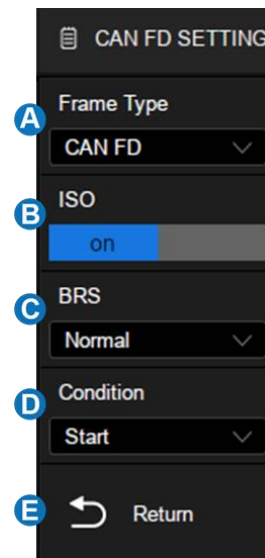 CAN FD SETTING
A
Frame Type
CAN FD
B
ISO
on
C
BRS
Normal
D
Condition
Start
E
Return